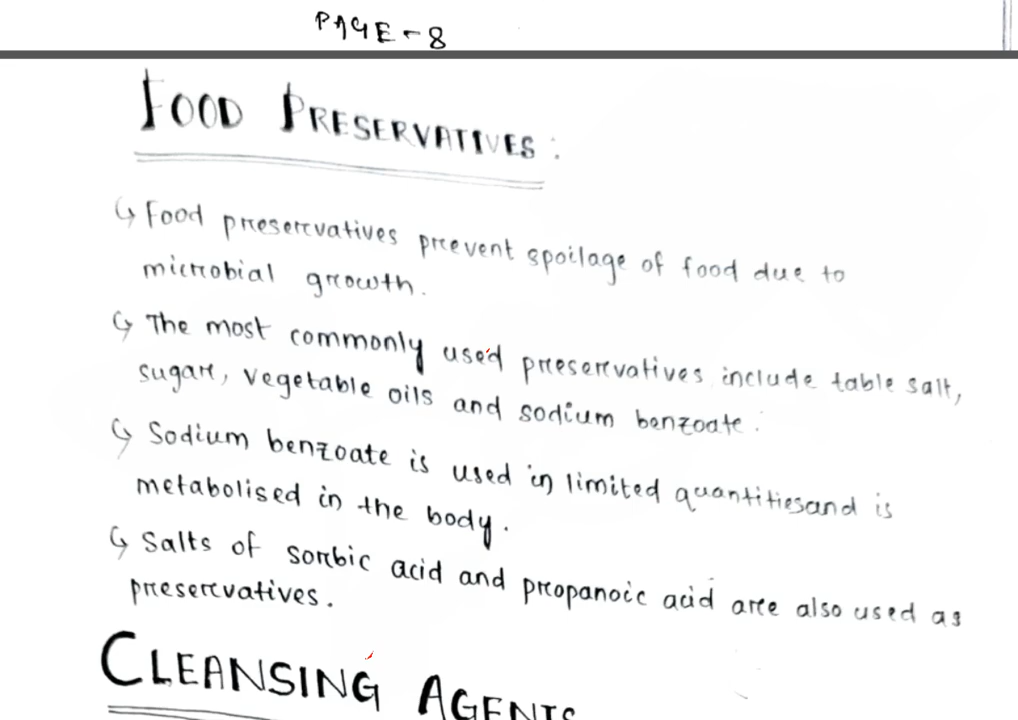 PAGE-8
FOOD PRESERVATIVES:
↳ Food preservatives prevent spoilage of food due to
microbial growth.
↳ The most commonly used preservatives include table salt,
sugar, vegetable oils and sodium benzoate.
↳ Sodium benzoate is used in limited quantitiesand is
metabolised in the body.
↳ Salts of sorbic acid and propanoic acid are also used as
preservatives.
CLEANSING AGENTS